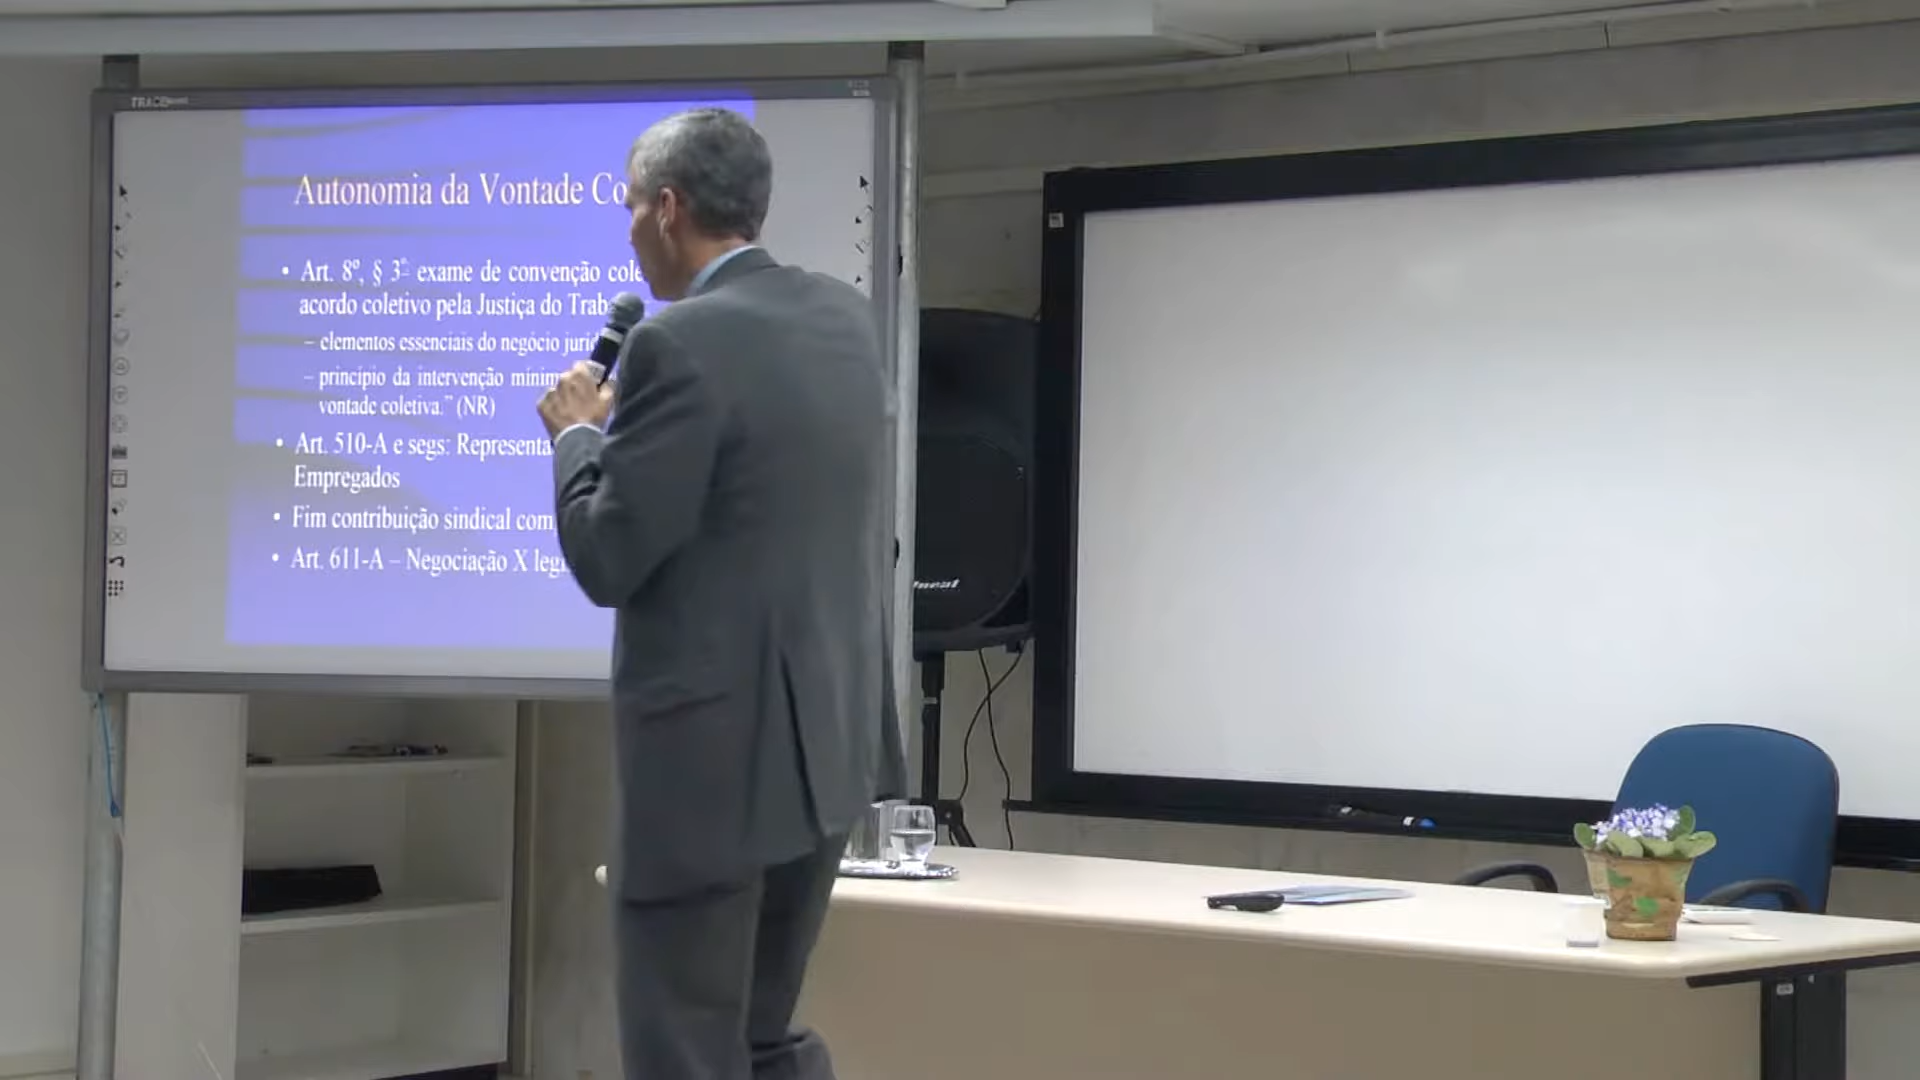 Autonomia da Vontade Co
• Art. 8º, § 3º exame de convenção cole
acordo coletivo pela Justiça do Trab
– elementos essenciais do negócio juríd
– princípio da intervenção mínim
vontade coletiva.” (NR)
• Art. 510-A e segs: Representa
Empregados
• Fim contribuição sindical com
• Art. 611-A – Negociação X leg